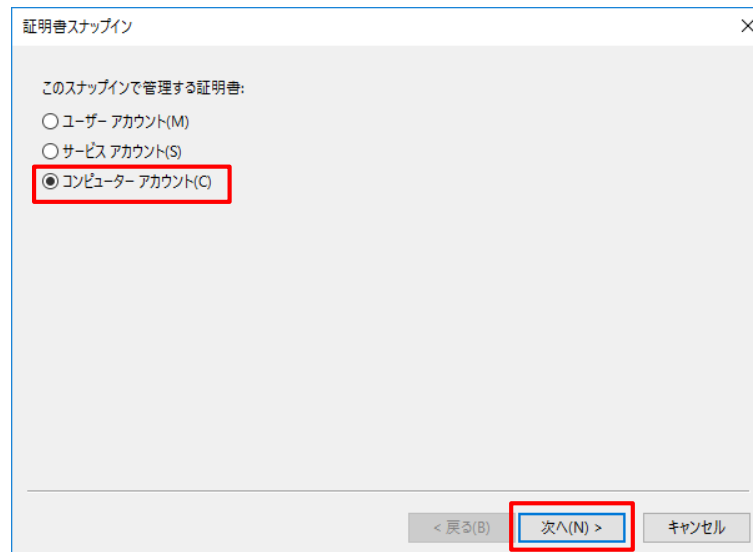 証明書スナップイン
このスナップインで管理する証明書:
ユーザー アカウント(M)
サービス アカウント(S)
コンピューター アカウント(C)
< 戻る(B) 次へ(N) > キャンセル